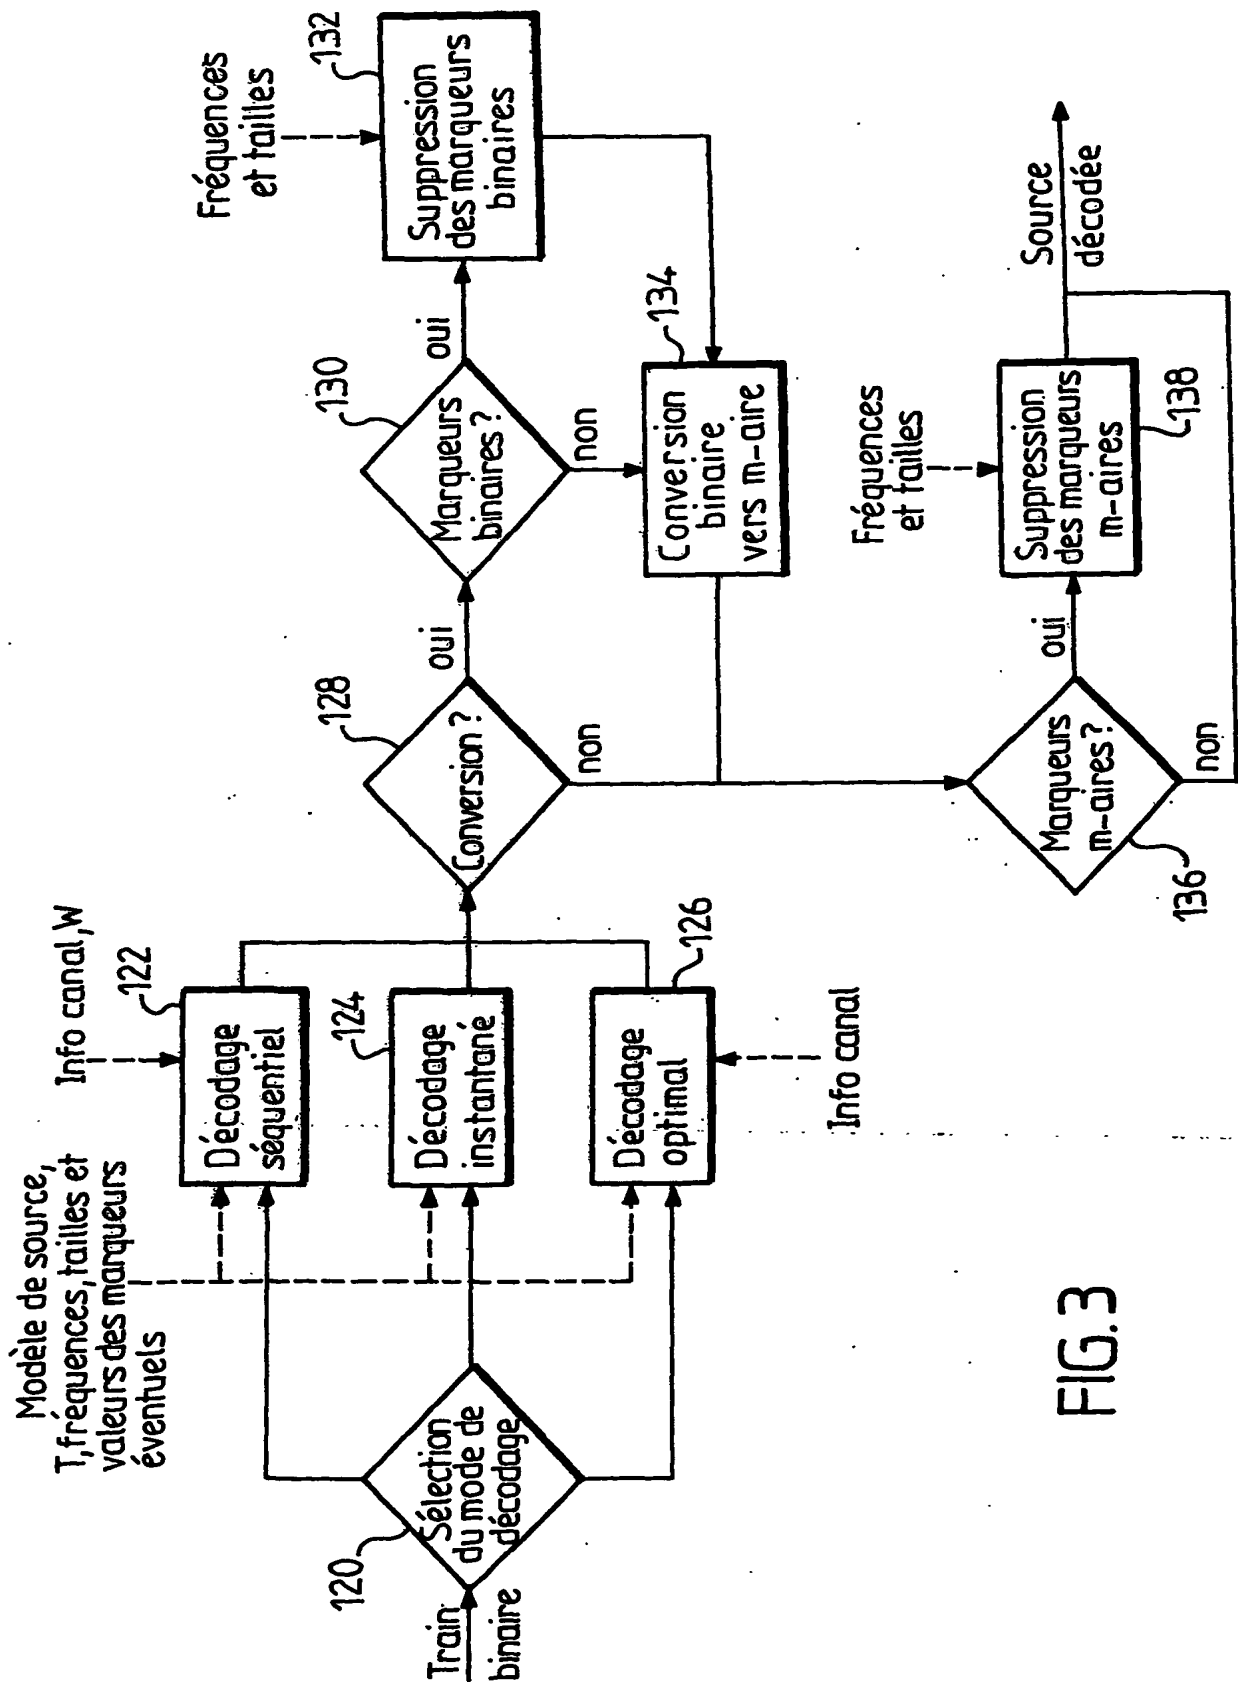 Train
binaire
120
Sélection
du mode de
décodage
Modèle de source,
T, fréquences, tailles et
valeurs des marqueurs
éventuels
Info canal, W
122
Décodage
séquentiel
124
Décodage
instantané
126
Décodage
optimal
Info canal
128
Conversion ?
oui
non
130
Marqueurs
binaires ?
oui
non
Fréquences
et tailles
132
Suppression
des marqueurs
binaires
134
Conversion
binaire
vers m-aire
136
Marqueurs
m-aires ?
oui
non
Fréquences
et tailles
138
Suppression
des marqueurs
m-aires
Source
décodée
FIG.3